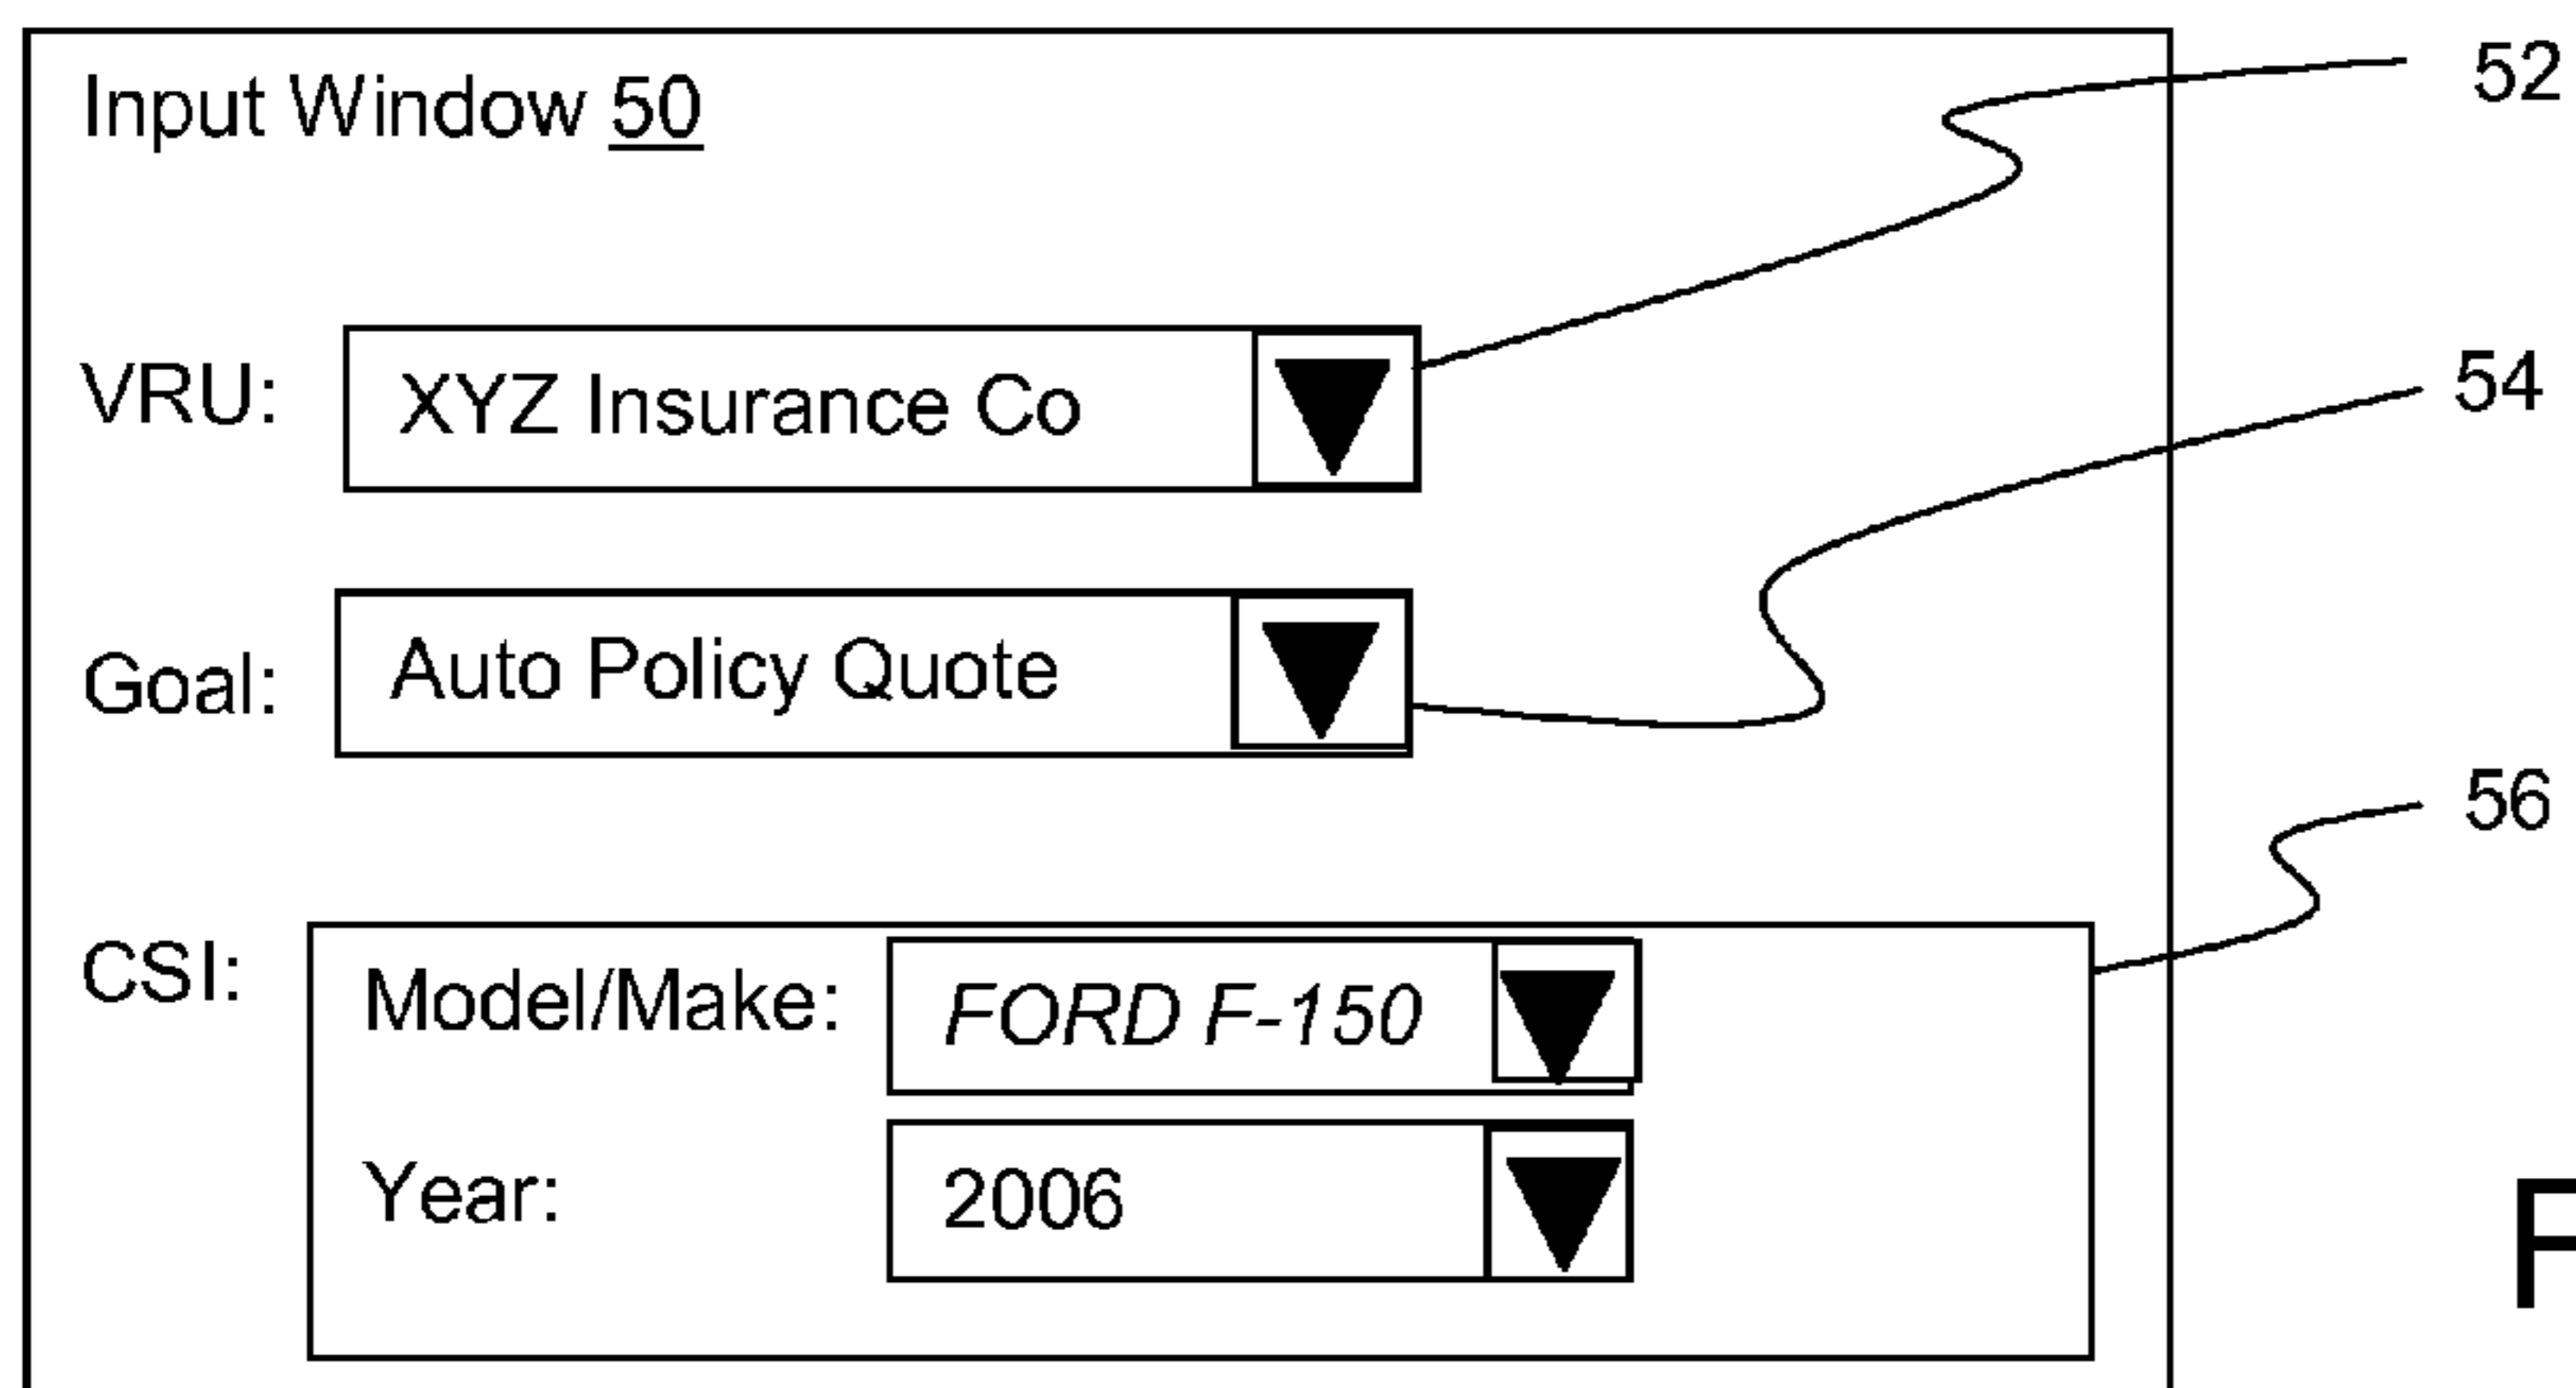 Input Window 50
52
VRU: XYZ Insurance Co
54
Goal: Auto Policy Quote
56
CSI:
Model/Make: FORD F-150
Year: 2006
F